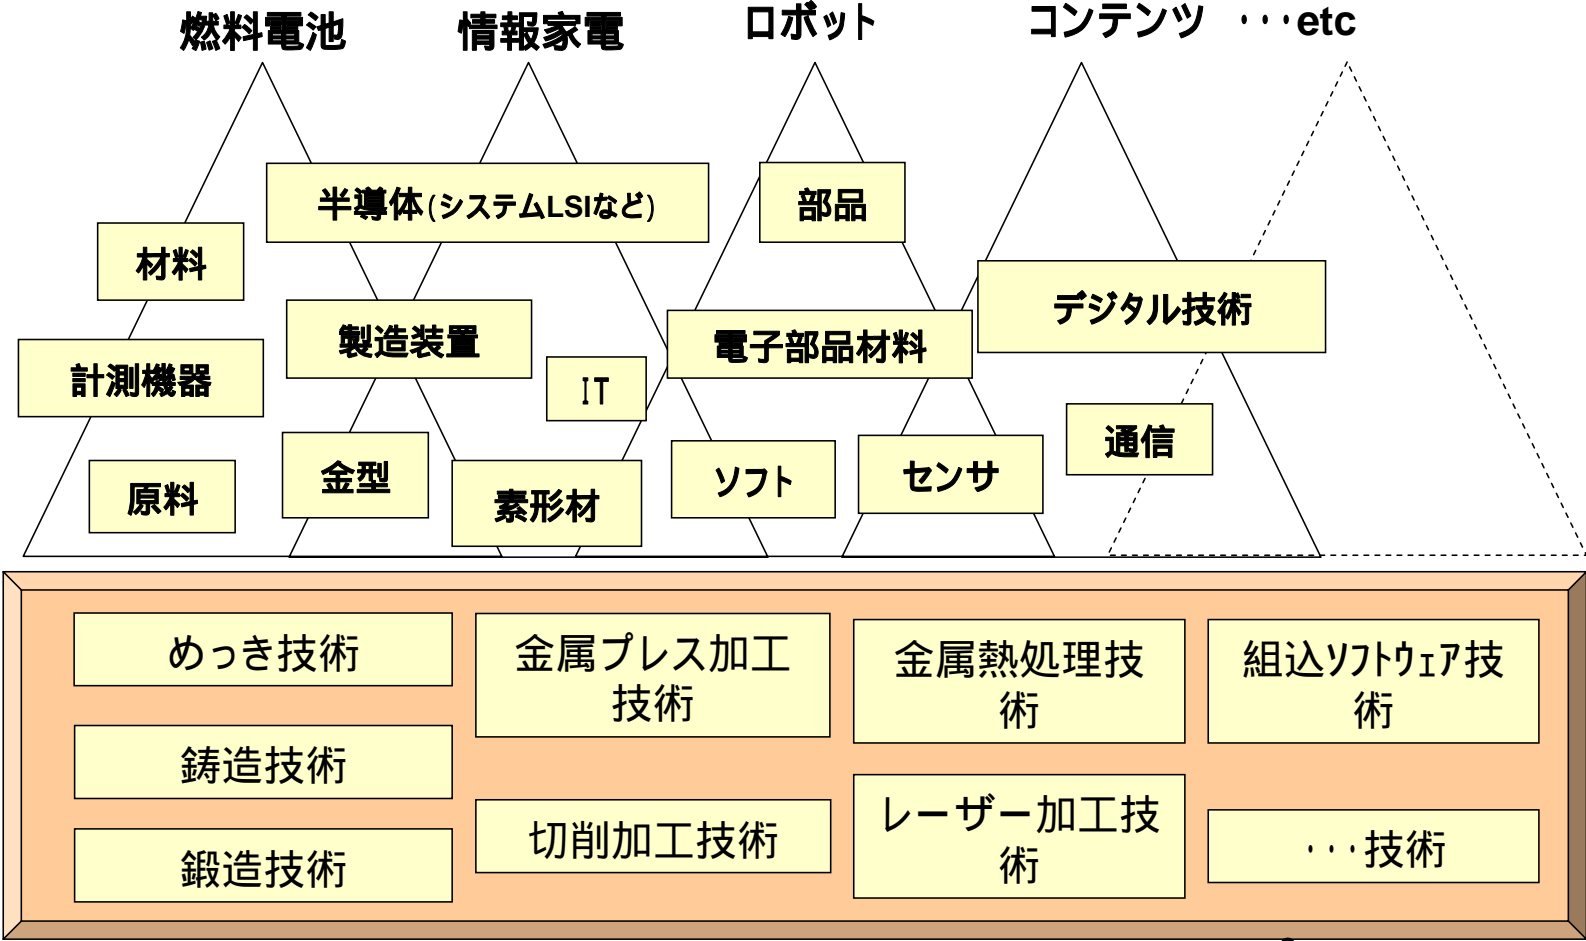 燃料電池
情報家電
ロボット
コンテンツ ・・・etc
半導体(システムLSIなど)
部品
材料
デジタル技術
製造装置
電子部品材料
計測機器
IT
通信
金型
素形材
ソフト
センサ
原料
めっき技術
金属プレス加工
技術
金属熱処理技
術
組込ソフトウェア技
術
鋳造技術
切削加工技術
レーザー加工技
術
・・・技術
鍛造技術